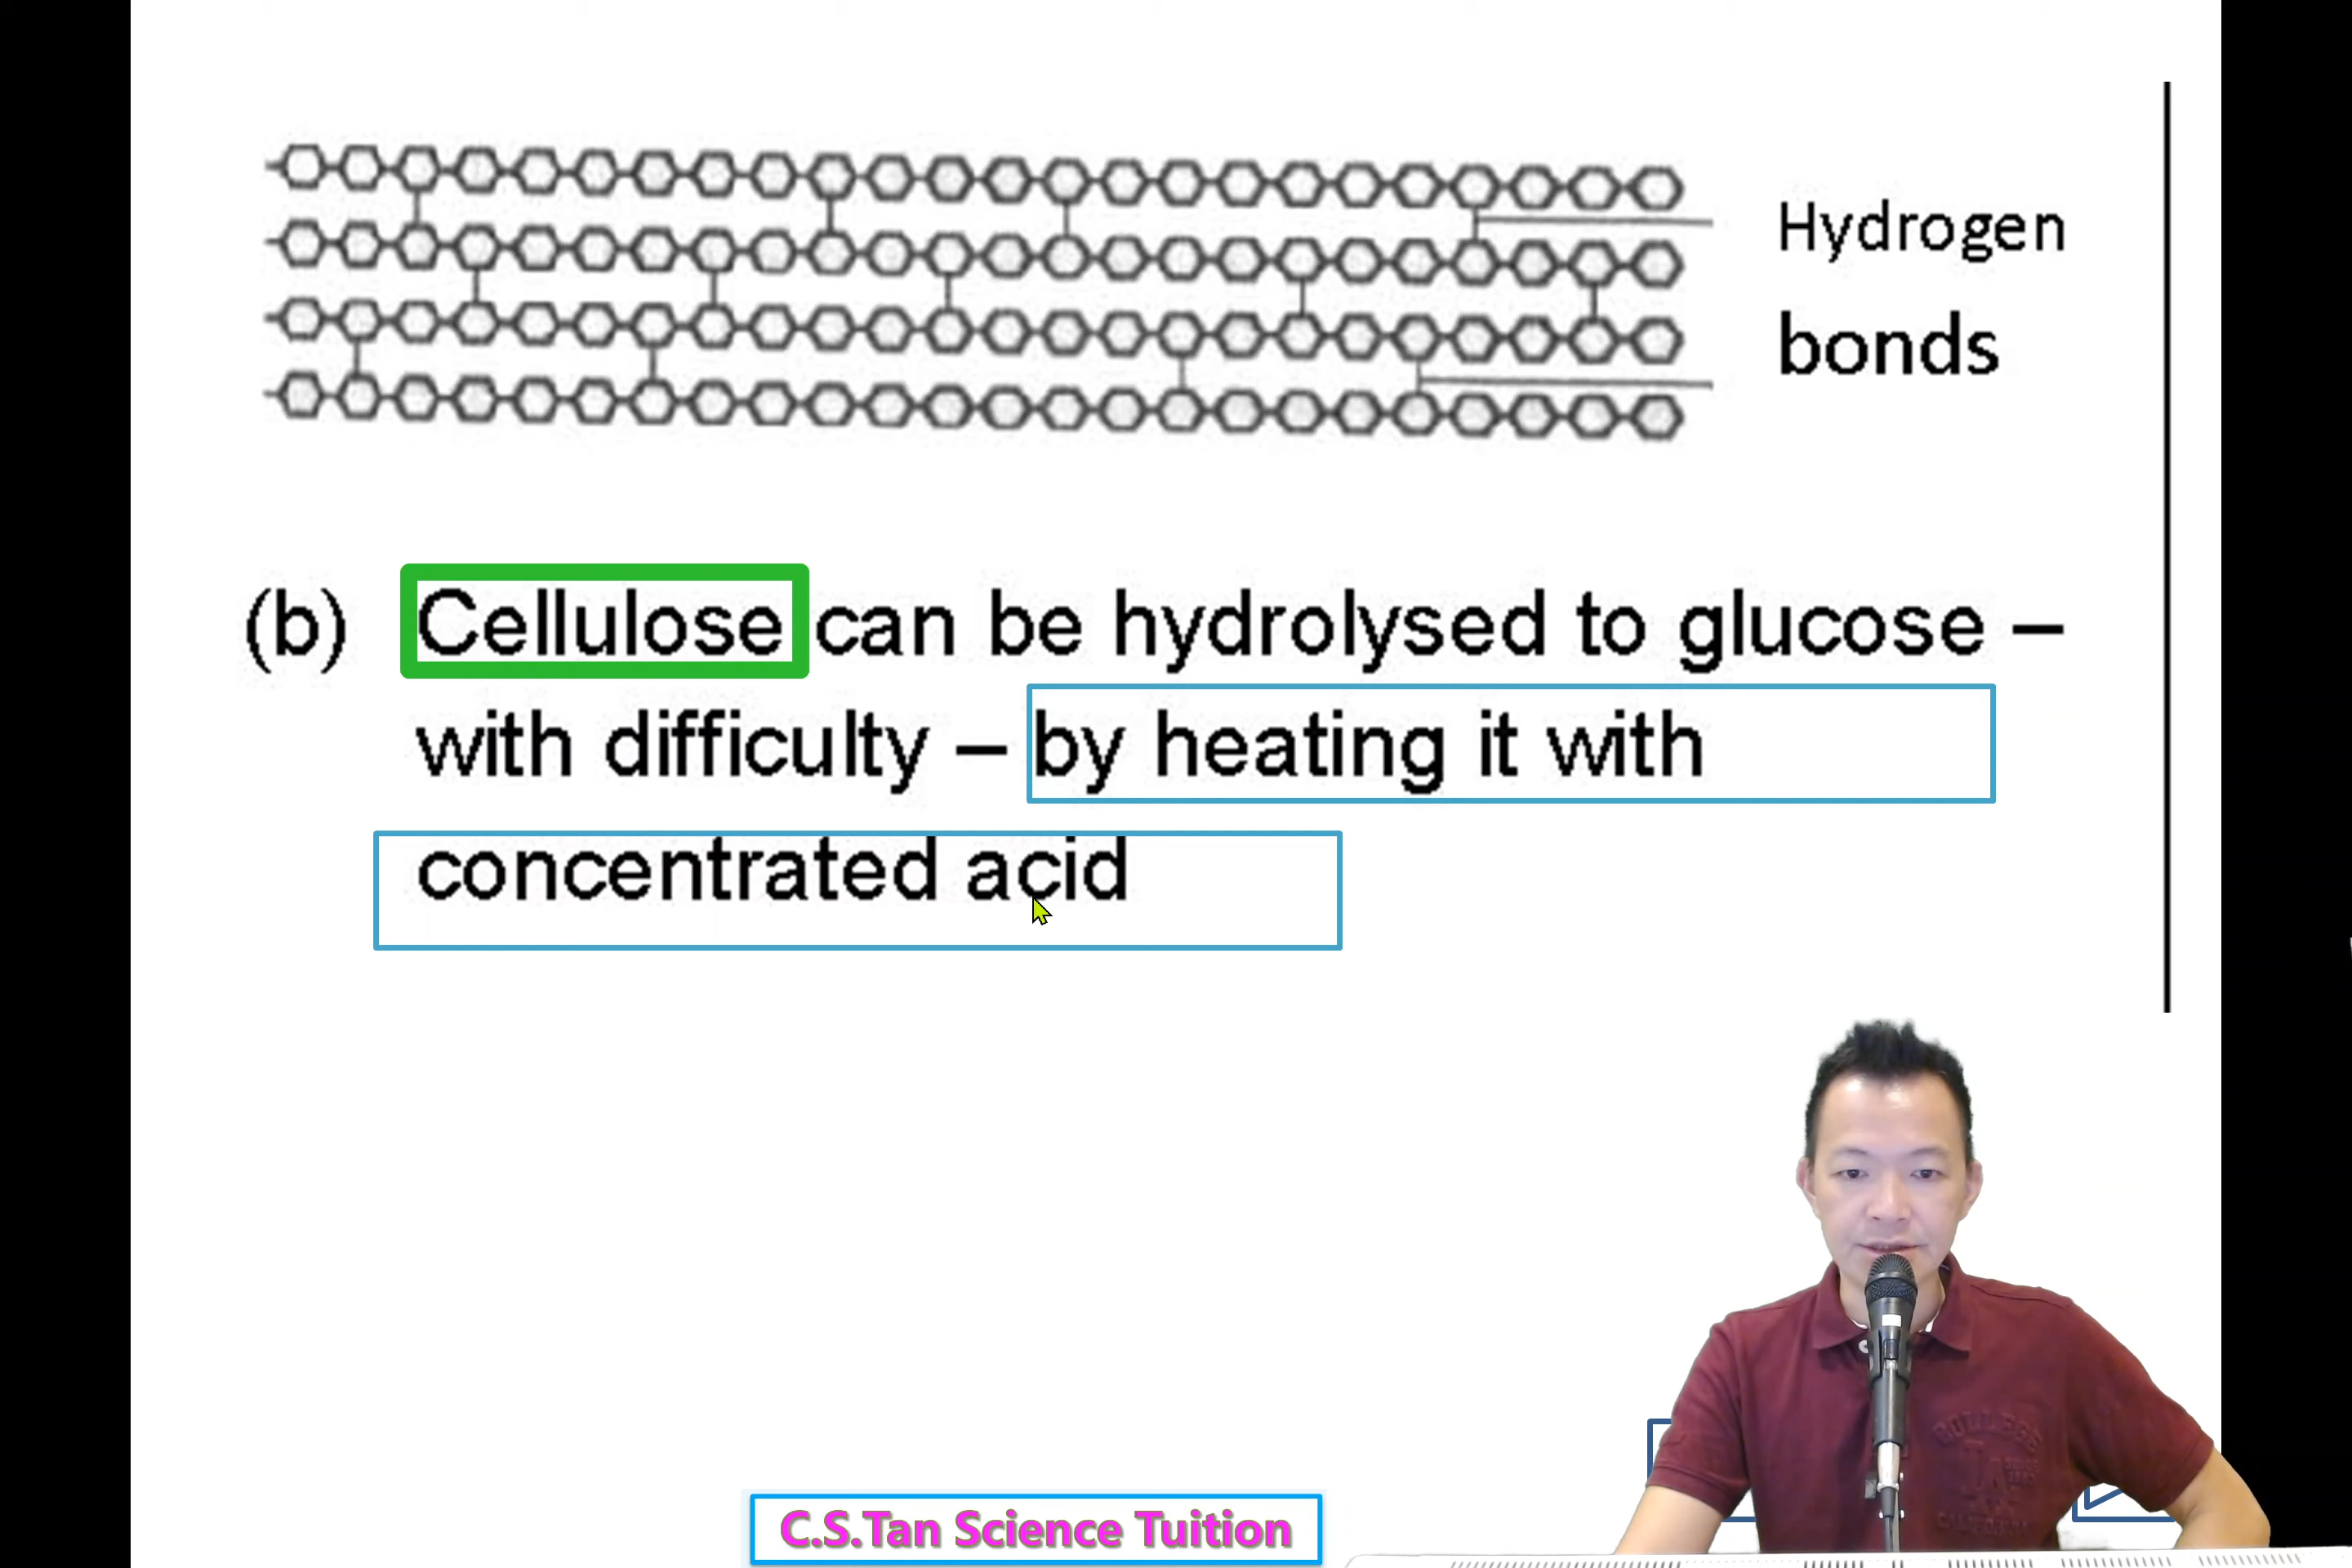 Hydrogen
bonds
(b) Cellulose can be hydrolysed to glucose –
with difficulty – by heating it with
concentrated acid
C.S.Tan Science Tuition